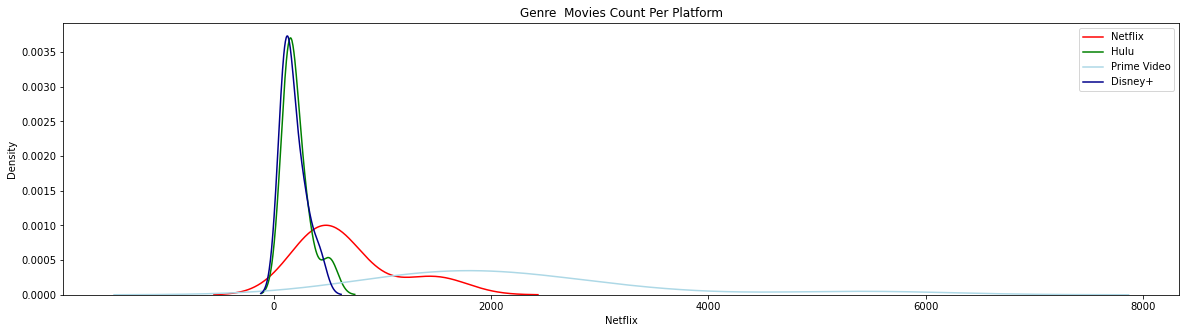 Genre  Movies Count Per Platform
Netflix
Hulu
Prime Video
Disney+
Density
0.0035
0.0030
0.0025
0.0020
0.0015
0.0010
0.0005
0.0000
0
2000
4000
6000
8000
Netflix